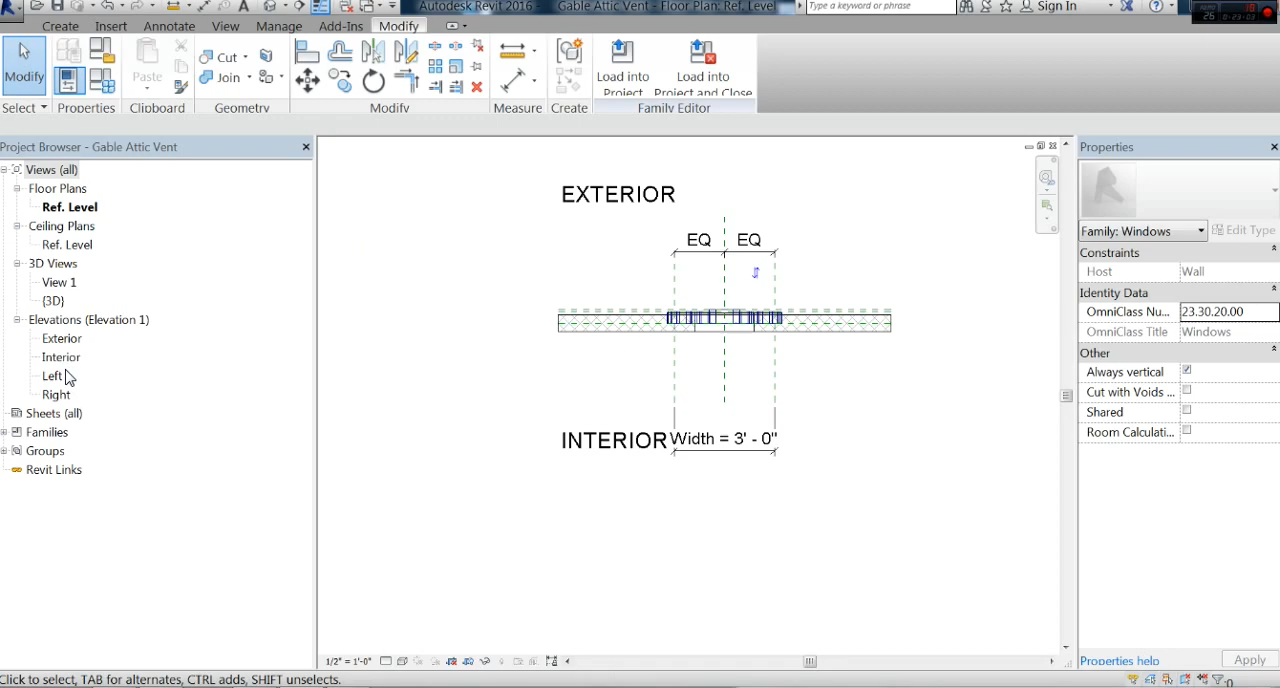 Autodesk Revit 2016 - Gable Attic Vent - Floor Plan: Ref. Level
Type a keyword or phrase
Sign In
Create Insert Annotate View Manage Add-Ins Modify
Modify Paste Cut Join Load into Project Load into Project and Close
Select Properties Clipboard Geometry Modify Measure Create Family Editor
Project Browser - Gable Attic Vent
Views (all)
Floor Plans
Ref. Level
Ceiling Plans
Ref. Level
3D Views
View 1
{3D}
Elevations (Elevation 1)
Exterior
Interior
Left
Right
Sheets (all)
Families
Groups
Revit Links
EXTERIOR
EQ EQ
INTERIOR Width = 3' - 0"
1/2" = 1'-0"
Properties
Family: Windows Edit Type
Constraints
Host Wall
Identity Data
OmniClass Nu... 23.30.20.00
OmniClass Title Windows
Other
Always vertical
Cut with Voids ...
Shared
Room Calculati...
Properties help Apply
Click to select, TAB for alternates, CTRL adds, SHIFT unselects.
:0